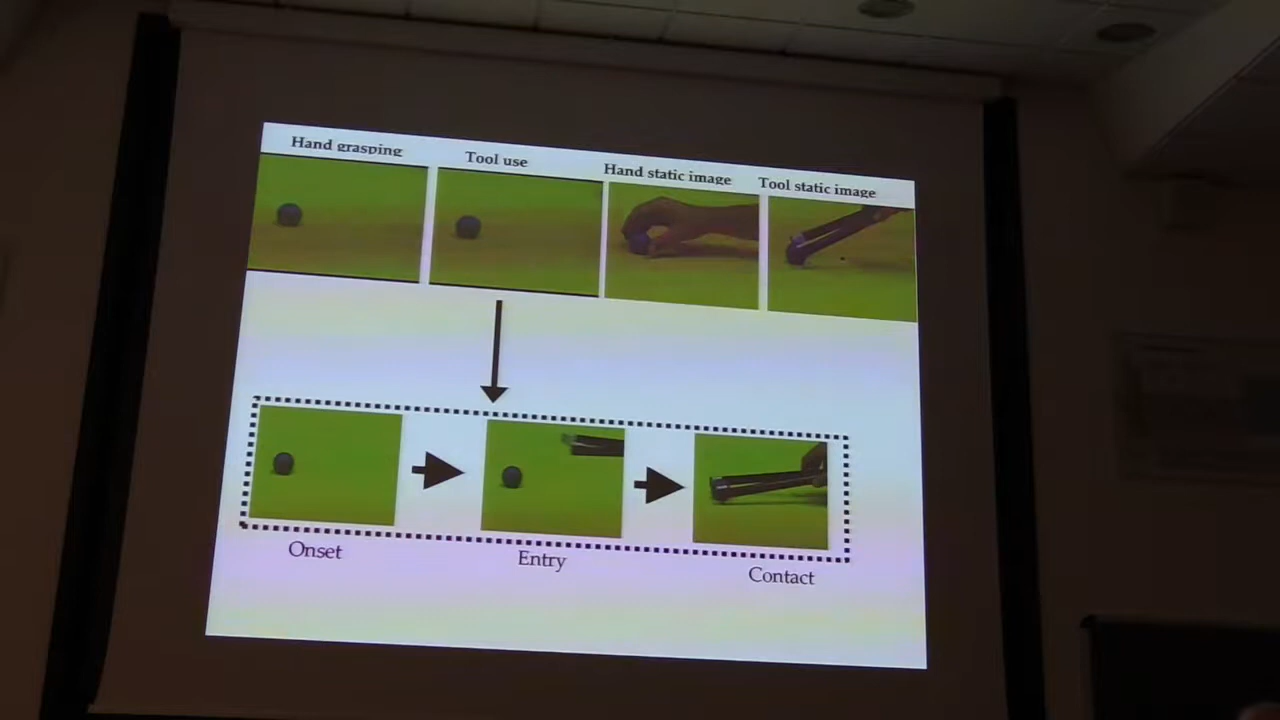 Hand grasping
Tool use
Hand static image
Tool static image
Onset
Entry
Contact